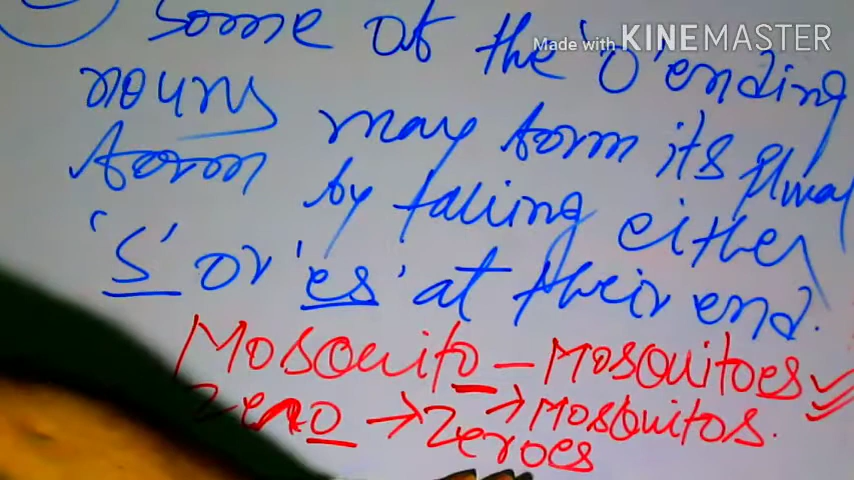 Made with KINEMASTER
Some of the 'o' ending
nouns may form its plural
form by taking either
's' or 'es' at their end.
Mosquito – Mosquitoes
→ Mosquitos.
Zero → Zeroes